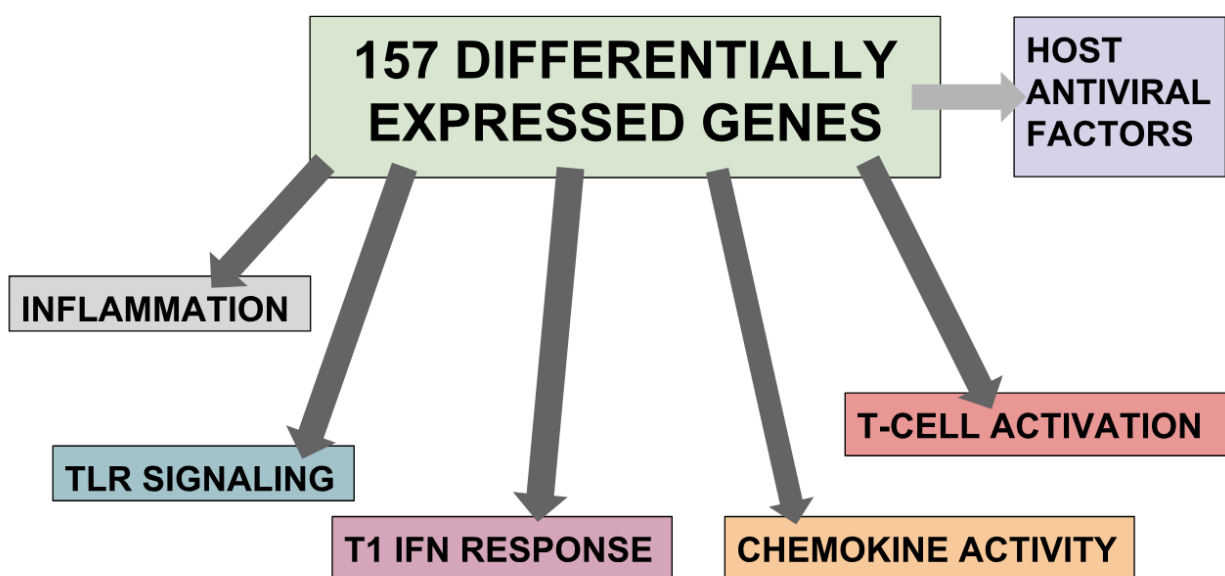 157 DIFFERENTIALLY
EXPRESSED GENES
HOST
ANTIVIRAL
FACTORS
INFLAMMATION
T-CELL ACTIVATION
TLR SIGNALING
T1 IFN RESPONSE
CHEMOKINE ACTIVITY